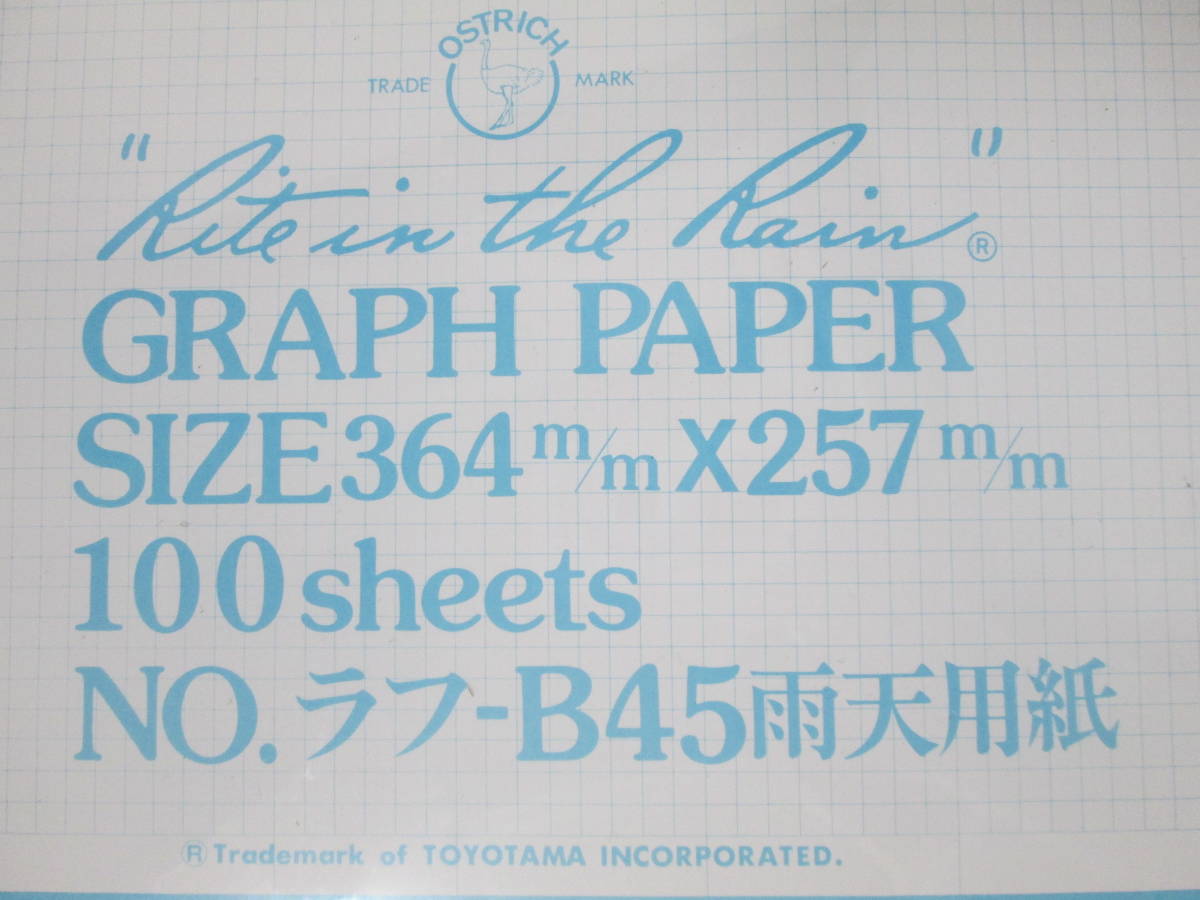 OSTRICH
TRADE MARK
"Rite in the Rain"®
GRAPH PAPER
SIZE 364 m/m X 257 m/m
100 sheets
NO. ラフ-B45 雨天用紙
® Trademark of TOYOTAMA INCORPORATED.